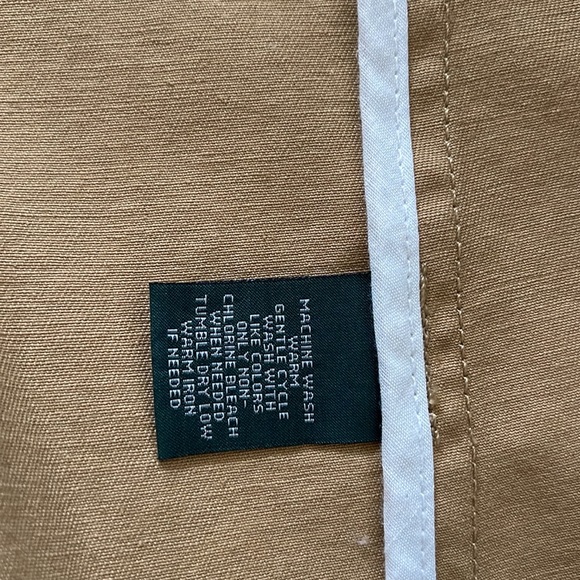 MACHINE WASH
WARM
GENTLE CYCLE
WASH WITH
LIKE COLORS
ONLY NON-
CHLORINE BLEACH
WHEN NEEDED
TUMBLE DRY LOW
WARM IRON
IF NEEDED